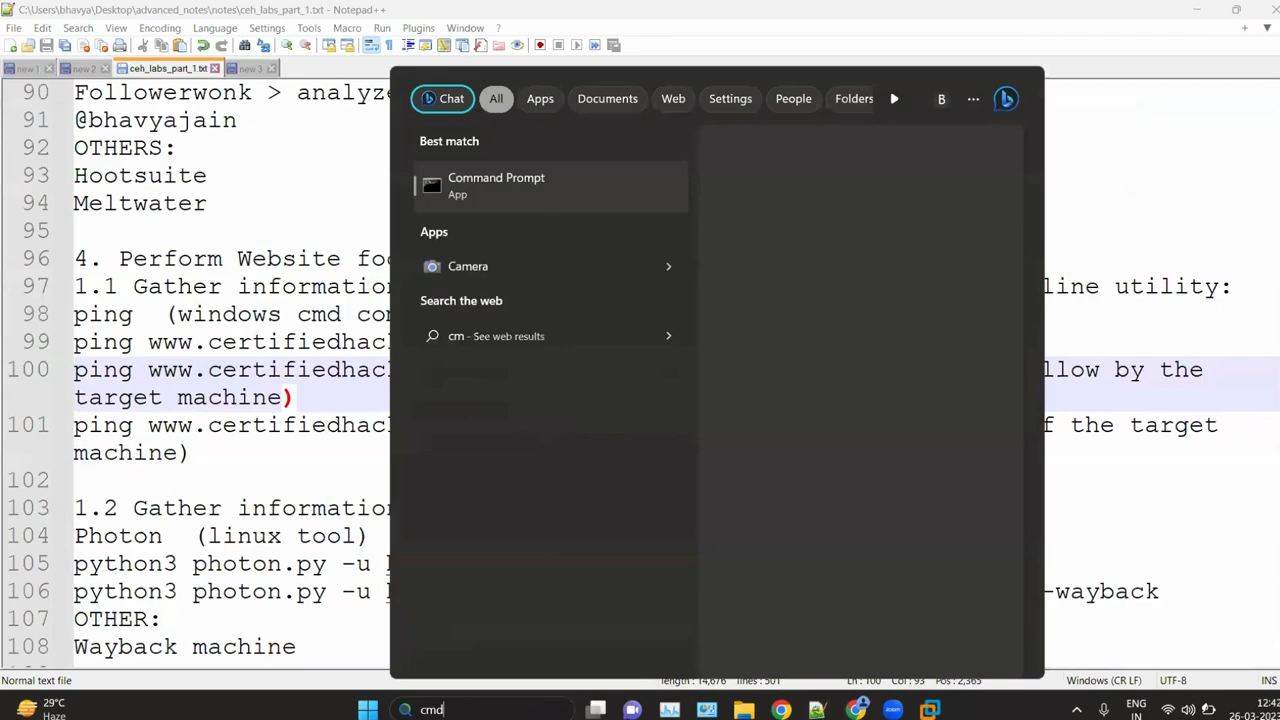 C:\Users\bhavya\Desktop\advanced_notes\notes\ceh_labs_part_1.txt - Notepad++
File Edit Search View Encoding Language Settings Tools Macro Run Plugins Window ?
new 1 new 2 ceh_labs_part_1.txt new 3
Chat All Apps Documents Web Settings People Folders B
Best match
Command Prompt
App
Apps
Camera
Search the web
cm - See web results
90 Followerwonk > analyze
91 @bhavyajain
92 OTHERS:
93 Hootsuite
94 Meltwater
95
96 4. Perform Website foo
97 1.1 Gather information line utility:
98 ping (windows cmd com
99 ping www.certifiedhack
100 ping www.certifiedhack llow by the
target machine)
101 ping www.certifiedhack f the target
machine)
102
103 1.2 Gather information
104 Photon (linux tool)
105 python3 photon.py -u
106 python3 photon.py -u -wayback
107 OTHER:
108 Wayback machine
Normal text file length : 14,676 lines : 501 Ln : 100 Col : 93 Pos : 2,365 Windows (CR LF) UTF-8 INS
29°C
Haze
cmd
ENG
IN
12:4
26-03-202